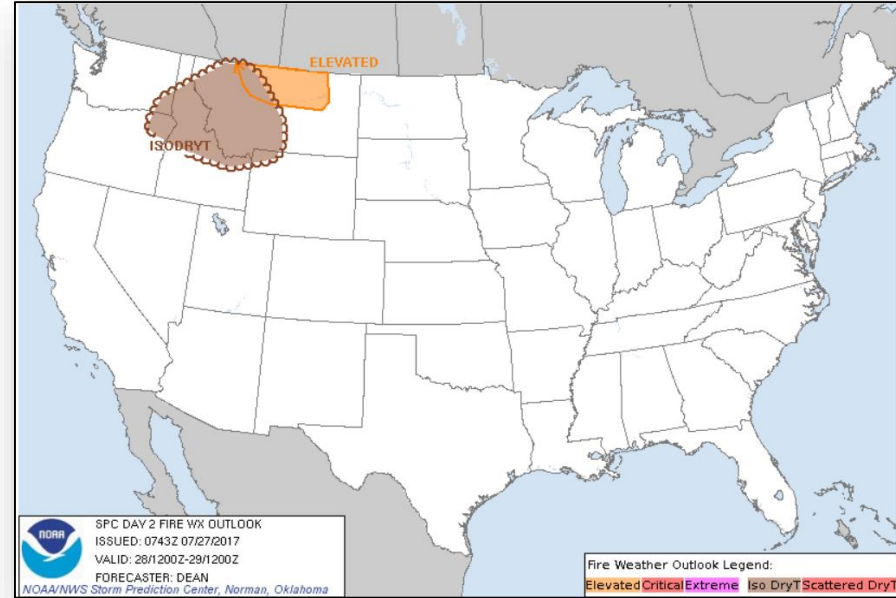 ELEVATED
ISODRYT
NOAA
SPC DAY 2 FIRE WX OUTLOOK
ISSUED: 0743Z 07/27/2017
VALID: 28/1200Z-29/1200Z
FORECASTER: DEAN
NOAA/NWS Storm Prediction Center, Norman, Oklahoma
Fire Weather Outlook Legend:
Elevated Critical Extreme Iso DryT Scattered DryT